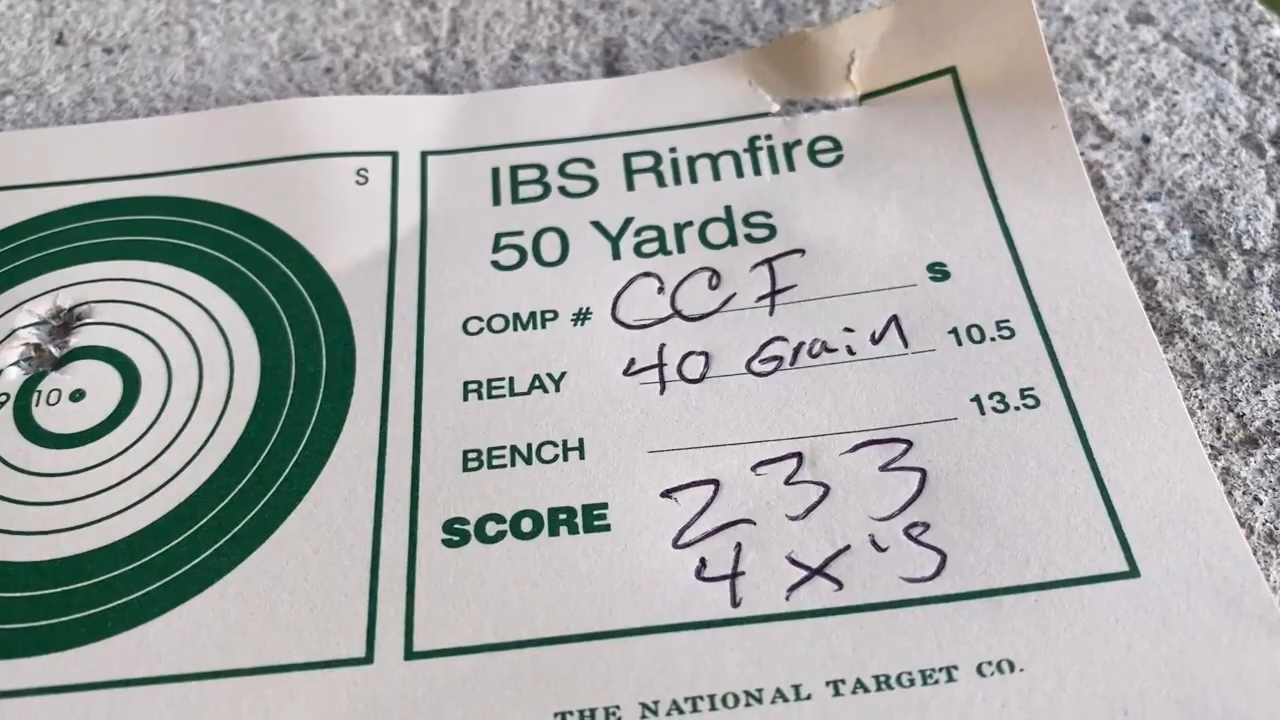 S
9 10
IBS Rimfire
50 Yards
COMP # CCF S
RELAY 40 Grain 10.5
BENCH 13.5
SCORE 233
4 X's
THE NATIONAL TARGET CO.